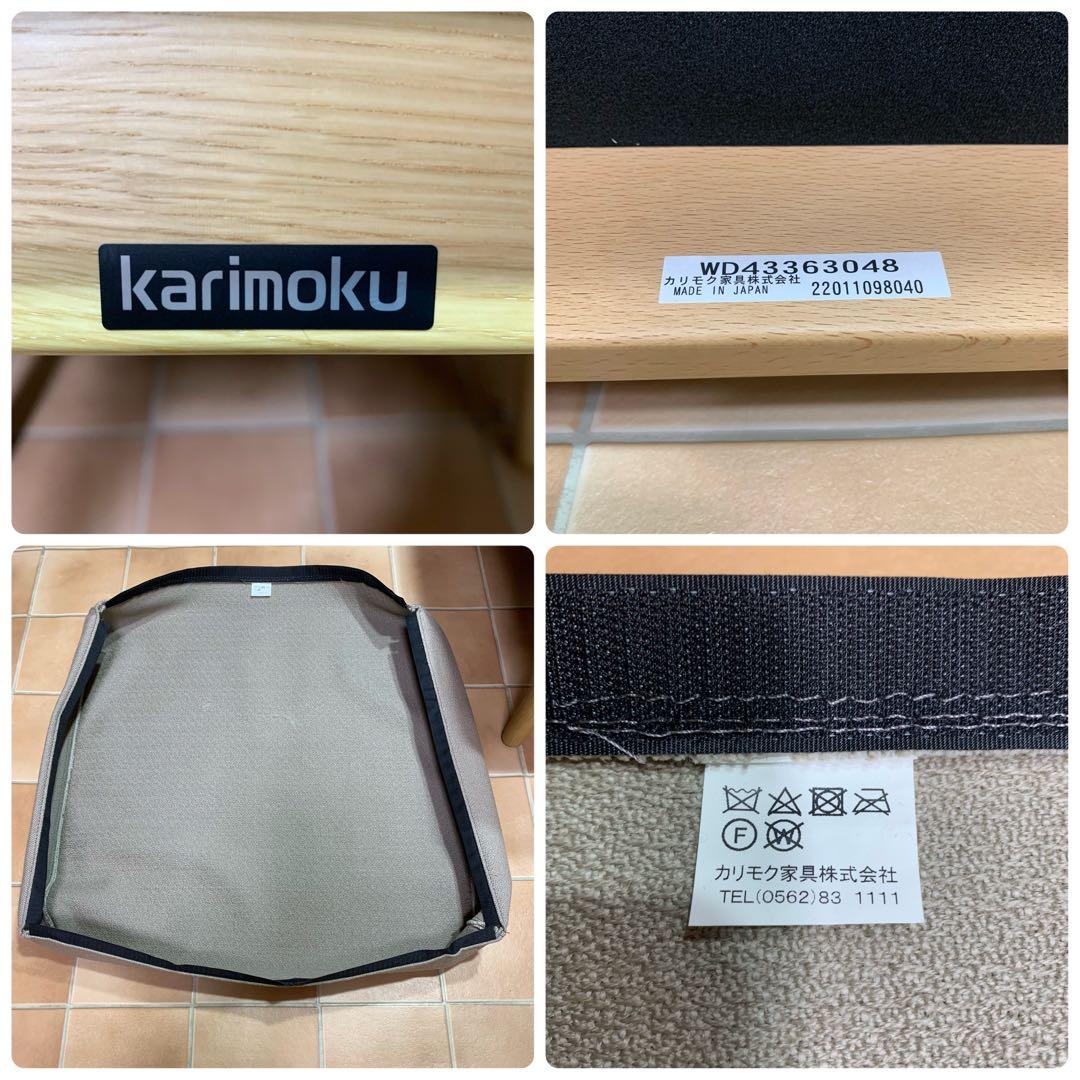 karimoku
WD43363048
カリモク家具株式会社
MADE IN JAPAN 22011098040
F W
カリモク家具株式会社
TEL(0562)83 1111